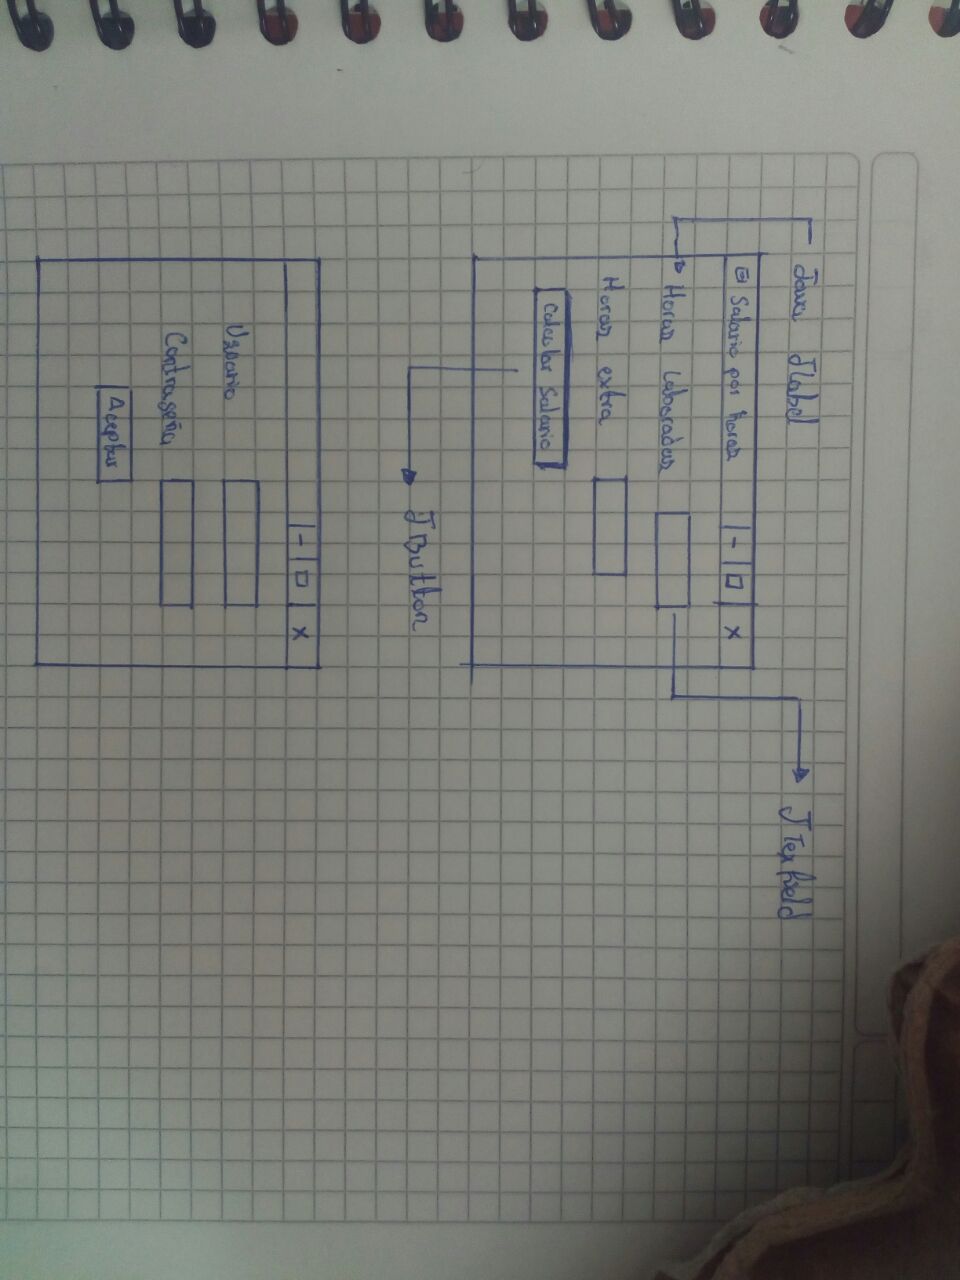 Java JLabel
Salario por horas - □ x
Horas laboradas
JTexfield
Horas extra
Calcular Salario
JButton
- □ x
Usuario
Contraseña
Aceptar